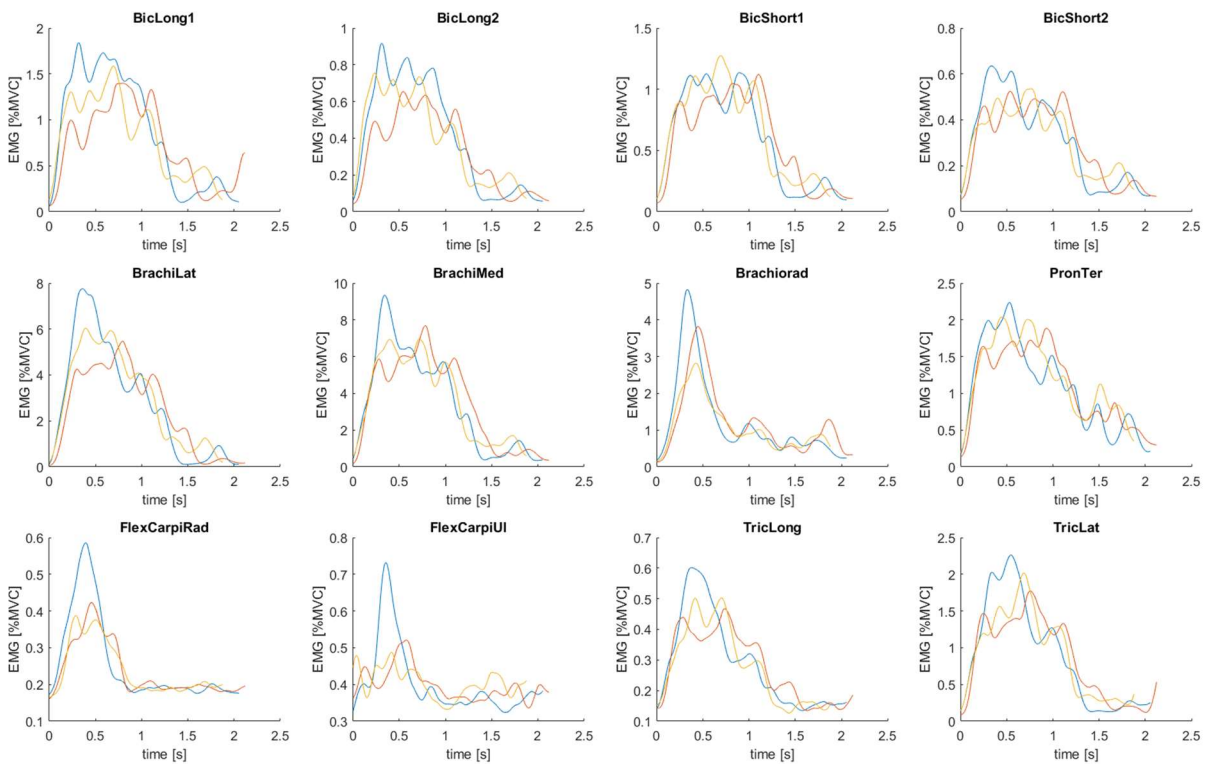 BicLong1
BicLong2
BicShort1
BicShort2
EMG [%MVC]
2
1.5
1
0.5
0
0 0.5 1 1.5 2 2.5
time [s]
EMG [%MVC]
1
0.8
0.6
0.4
0.2
0
0 0.5 1 1.5 2 2.5
time [s]
EMG [%MVC]
1.5
1
0.5
0
0 0.5 1 1.5 2 2.5
time [s]
EMG [%MVC]
0.8
0.6
0.4
0.2
0
0 0.5 1 1.5 2 2.5
time [s]
BrachiLat
BrachiMed
Brachiorad
PronTer
EMG [%MVC]
8
6
4
2
0
0 0.5 1 1.5 2 2.5
time [s]
EMG [%MVC]
10
8
6
4
2
0
0 0.5 1 1.5 2 2.5
time [s]
EMG [%MVC]
5
4
3
2
1
0
0 0.5 1 1.5 2 2.5
time [s]
EMG [%MVC]
2.5
2
1.5
1
0.5
0
0 0.5 1 1.5 2 2.5
time [s]
FlexCarpiRad
FlexCarpiUl
TricLong
TricLat
EMG [%MVC]
0.6
0.5
0.4
0.3
0.2
0.1
0 0.5 1 1.5 2 2.5
time [s]
EMG [%MVC]
0.8
0.7
0.6
0.5
0.4
0.3
0 0.5 1 1.5 2 2.5
time [s]
EMG [%MVC]
0.7
0.6
0.5
0.4
0.3
0.2
0.1
0 0.5 1 1.5 2 2.5
time [s]
EMG [%MVC]
2.5
2
1.5
1
0.5
0
0 0.5 1 1.5 2 2.5
time [s]